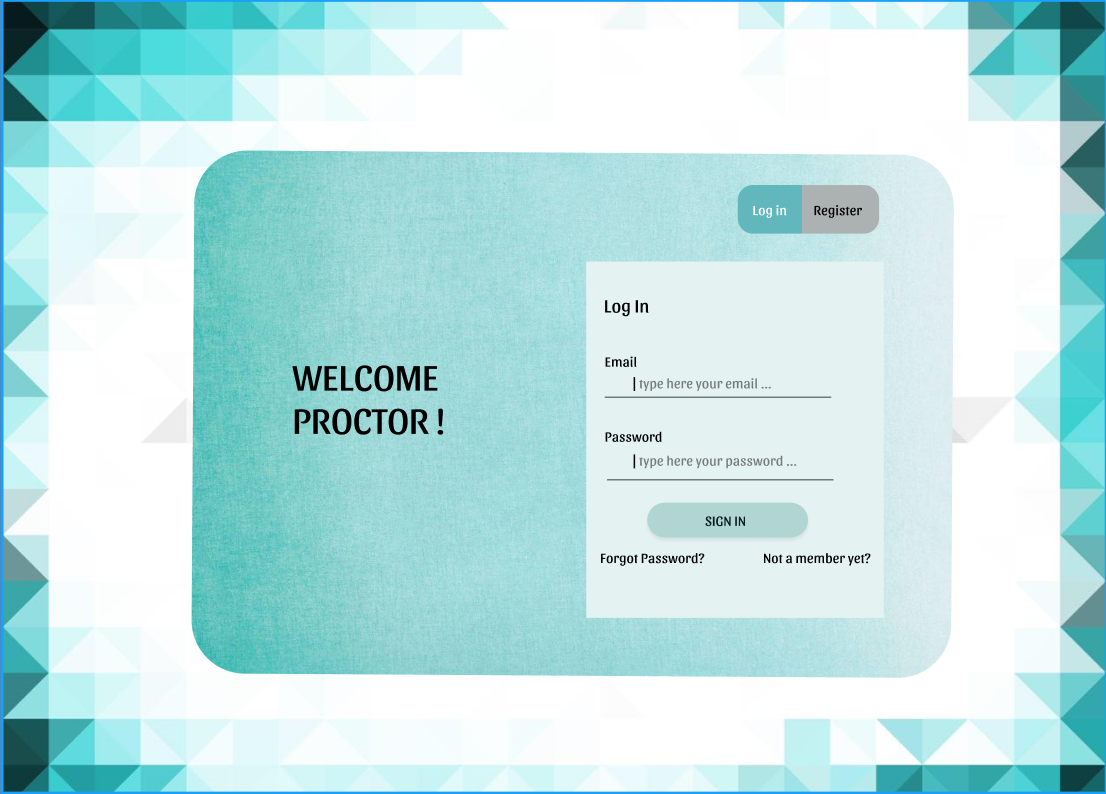 Log in
Register
Log In
Email
type here your email ...
WELCOME
PROCTOR !
Password
type here your password ...
SIGN IN
Forgot Password?
Not a member yet?